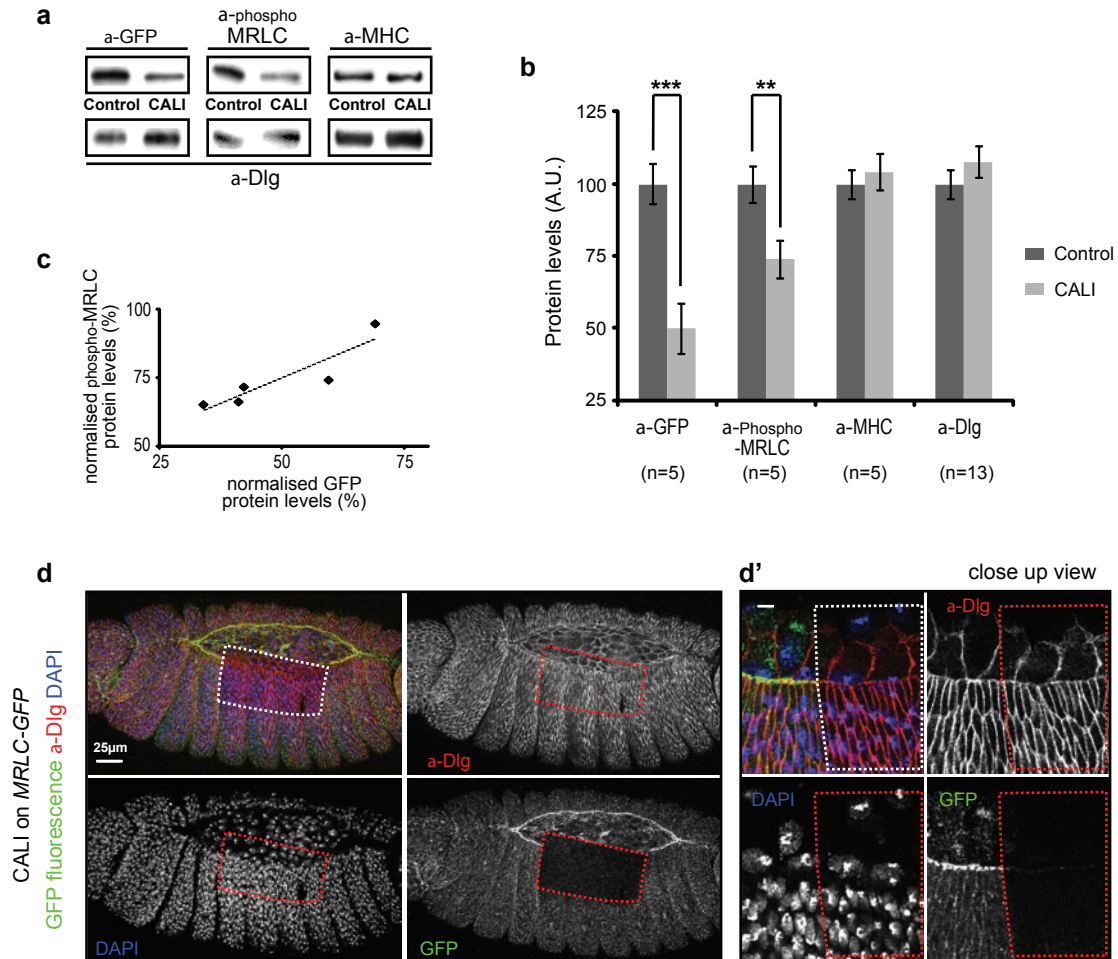 a
a-GFP
a-phospho
MRLC
a-MHC
Control CALI
Control CALI
Control CALI
a-Dlg
b
***
**
Protein levels (A.U.)
125
100
75
50
25
a-GFP
a-Phospho
-MRLC
a-MHC
a-Dlg
(n=5)
(n=5)
(n=5)
(n=13)
Control
CALI
c
normalised phospho-MRLC
protein levels (%)
100
75
50
25
50
75
normalised GFP
protein levels (%)
d
CALI on MRLC-GFP
GFP fluorescence a-Dlg DAPI
25μm
a-Dlg
DAPI
GFP
d'
close up view
a-Dlg
DAPI
GFP